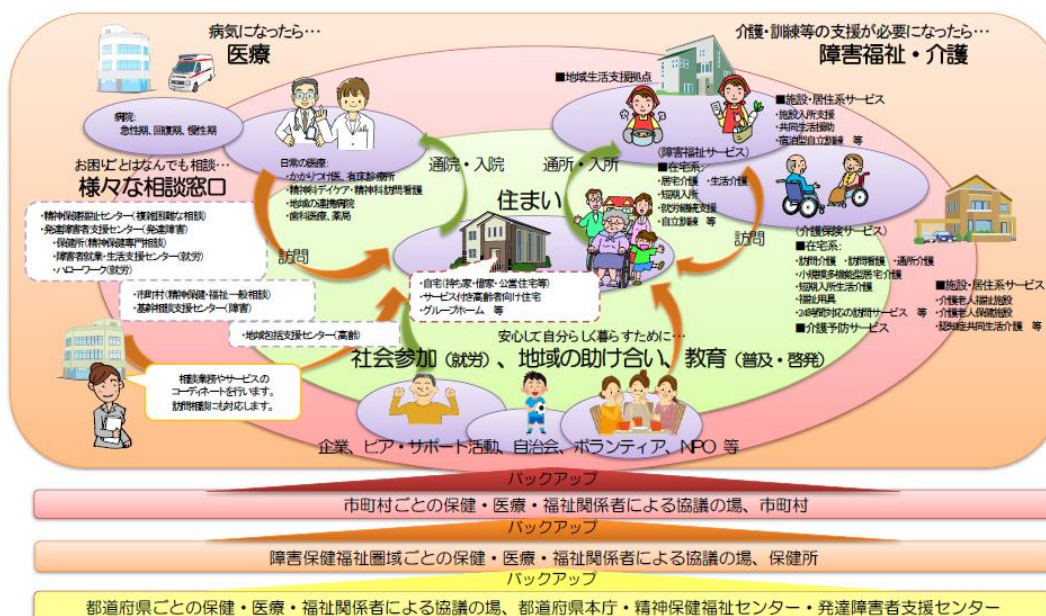 病気になったら…
医療
介護・訓練等の支援が必要になったら…
障害福祉・介護
病院:
急性期、回復期、慢性期
日常の医療:
・かかりつけ医、有床診療所
・精神科デイケア・精神科訪問看護
・地域の連携病院
・歯科医療、薬局
■地域生活支援拠点
■施設・居住系サービス
・施設入所支援
・共同生活援助
・宿泊型自立訓練 等
(障害福祉サービス)
■在宅系:
・居宅介護 ・生活介護
・短期入所
・就労継続支援
・自立訓練 等
お困りごとはなんでも相談…
様々な相談窓口
・精神保健福祉センター(複雑困難な相談)
・発達障害者支援センター(発達障害)
・保健所(精神保健専門相談)
・障害者就業・生活支援センター(就労)
・ハローワーク(就労)
・市町村(精神保健・福祉一般相談)
・基幹相談支援センター(障害)
・地域包括支援センター(高齢)
通院・入院
通所・入所
住まい
訪問
訪問
・自宅(持ち家・借家・公営住宅等)
・サービス付き高齢者向け住宅
・グループホーム 等
(介護保険サービス)
■在宅系:
・訪問介護 ・訪問看護 ・通所介護
・小規模多機能型居宅介護
・短期入所生活介護
・福祉用具
・24時間対応の訪問サービス 等
■介護予防サービス
■施設・居住系サービス
・介護老人福祉施設
・介護老人保健施設
・認知症共同生活介護 等
相談業務やサービスの
コーディネートを行います。
訪問相談にも対応します。
安心して自分らしく暮らすために…
社会参加(就労)、地域の助け合い、教育(普及・啓発)
企業、ピア・サポート活動、自治会、ボランティア、NPO 等
バックアップ
市町村ごとの保健・医療・福祉関係者による協議の場、市町村
バックアップ
障害保健福祉圏域ごとの保健・医療・福祉関係者による協議の場、保健所
バックアップ
都道府県ごとの保健・医療・福祉関係者による協議の場、都道府県本庁・精神保健福祉センター・発達障害者支援センター